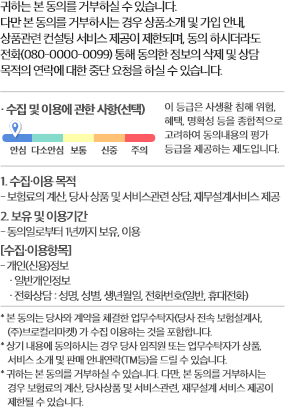 귀하는 본 동의를 거부하실 수 있습니다.
다만 본 동의를 거부하시는 경우 상품소개 및 가입 안내,
상품관련 컨설팅 서비스 제공이 제한되며, 동의 하시더라도
전화(080-0000-0099) 통해 동의한 정보의 삭제 및 상담
목적의 연락에 대한 중단 요청을 하실 수 있습니다.
· 수집 및 이용에 관한 사항(선택)
안심 다소안심 보통 신중 주의
이 등급은 사생활 침해 위험,
혜택, 명확성 등을 종합적으로
고려하여 동의내용의 평가
등급을 제공하는 제도입니다.
1. 수집·이용 목적
- 보험료의 계산, 당사 상품 및 서비스관련 상담, 재무설계서비스 제공
2. 보유 및 이용기간
- 동의일로부터 1년까지 보유, 이용
[수집·이용항목]
- 개인(신용)정보
· 일반개인정보
· 전화상담 : 성명, 성별, 생년월일, 전화번호(일반, 휴대전화)
* 본 동의는 당사와 계약을 체결한 업무수탁자(당사 전속 보험설계사,
(주)브로컬리마켓) 가 수집 이용하는 것을 포함합니다.
* 상기 내용에 동의하시는 경우 당사 임직원 또는 업무수탁자가 상품,
서비스 소개 및 판매 안내연락(TM등)을 드릴 수 있습니다.
* 귀하는 본 동의를 거부하실 수 있습니다. 다만, 본 동의를 거부하시는
경우 보험료의 계산, 당사상품 및 서비스관련, 재무설계 서비스 제공이
제한될 수 있습니다.